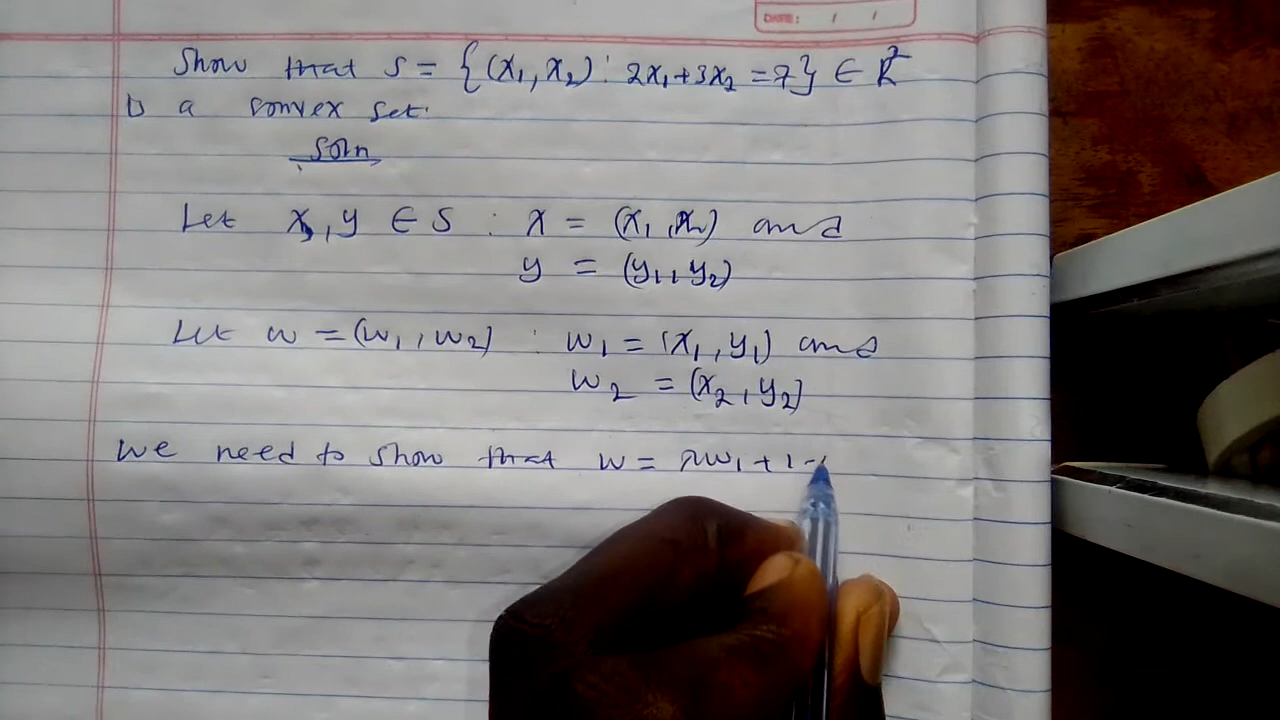 DATE: / /
Show that S = {(x₁, x₂) : 2x₁ + 3x₂ = 7} ∈ ℝ²
is a convex set.
Soln
Let x, y ∈ S : x = (x₁, x₂) and
y = (y₁, y₂)
Let w = (w₁, w₂) : w₁ = (x₁, y₁) and
w₂ = (x₂, y₂)
We need to show that w = λw₁ + 1 -